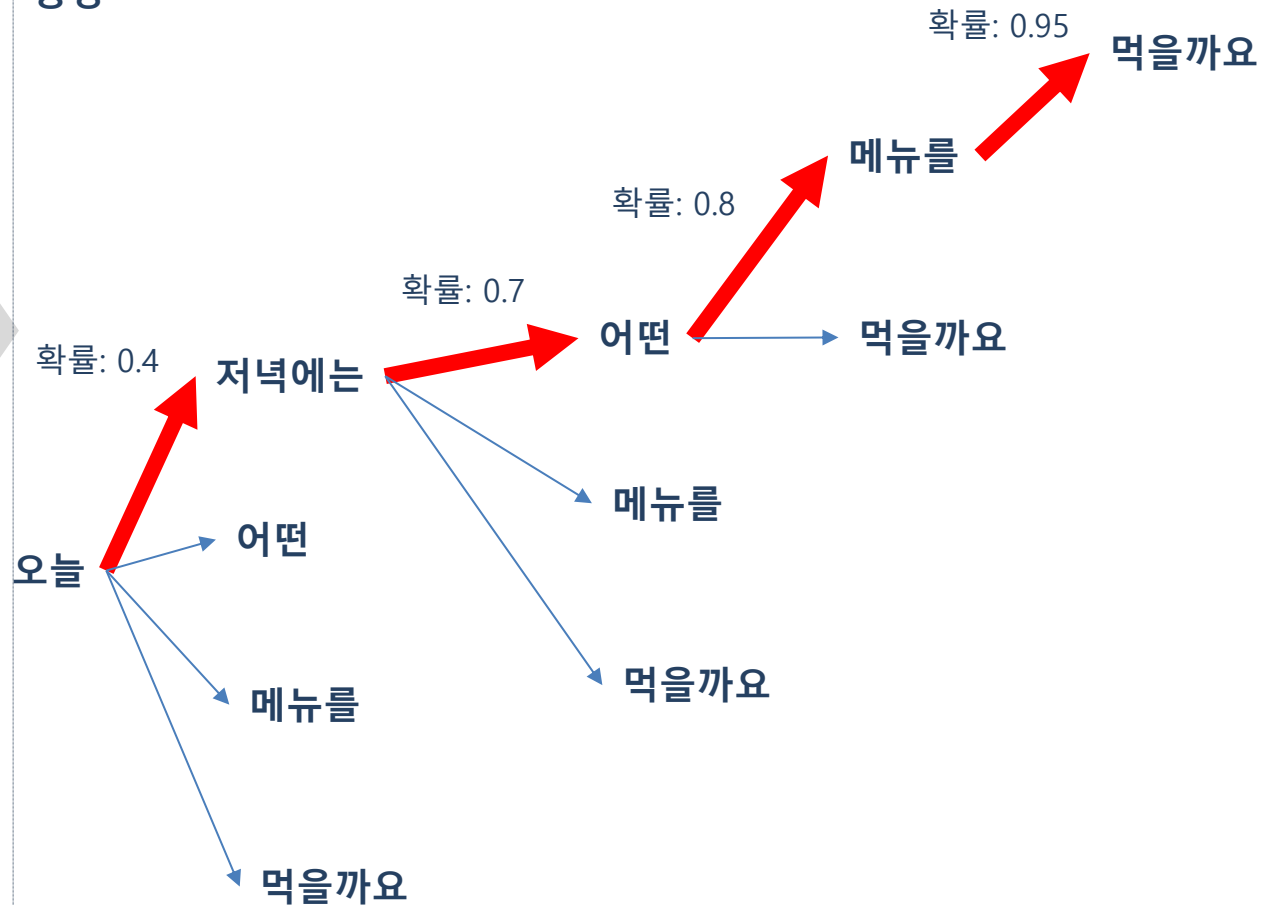 확률: 0.95
먹을까요
메뉴를
확률: 0.8
확률: 0.7
어떤
먹을까요
확률: 0.4
저녁에는
메뉴를
어떤
오늘
먹을까요
메뉴를
먹을까요